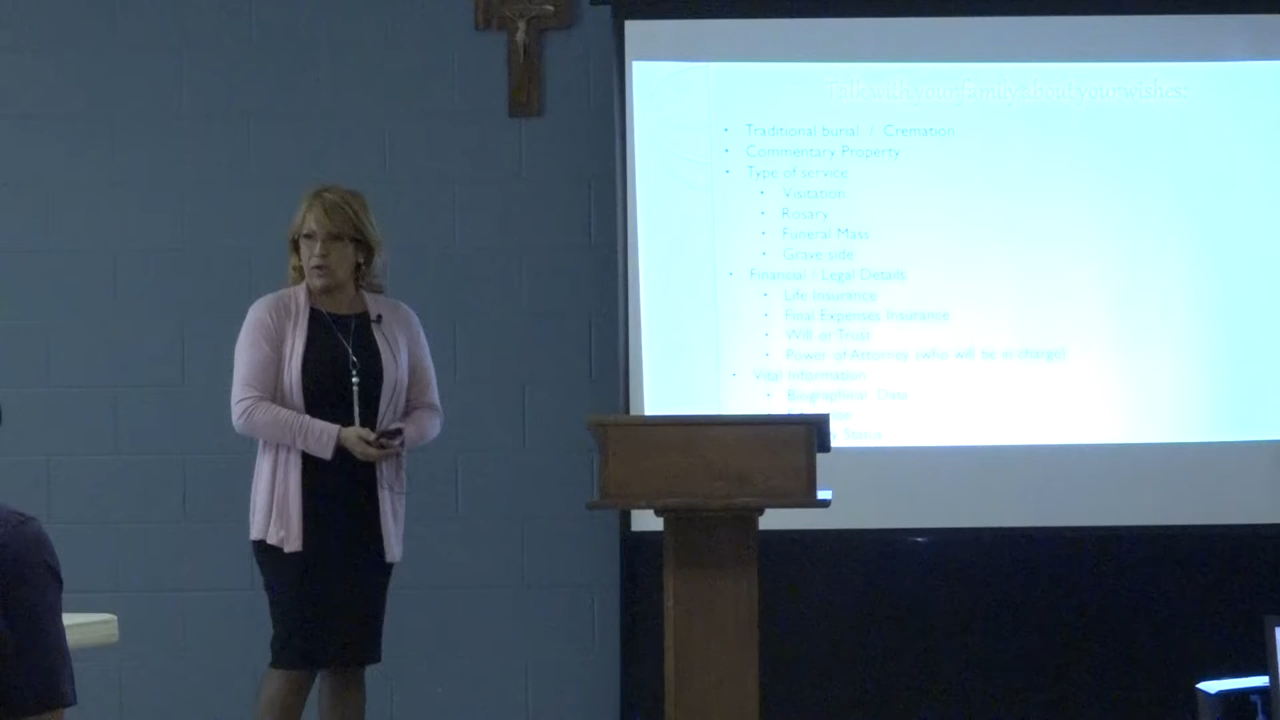 Talk with your family about your wishes:
• Traditional burial / Cremation
• Commentary Property
• Type of service
• Visitation
• Rosary
• Funeral Mass
• Grave side
• Financial / Legal Details
• Life Insurance
• Final Expenses Insurance
• Will or Trust
• Power of Attorney (who will be in charge)
• Vital Information
• Biographical Data
Status